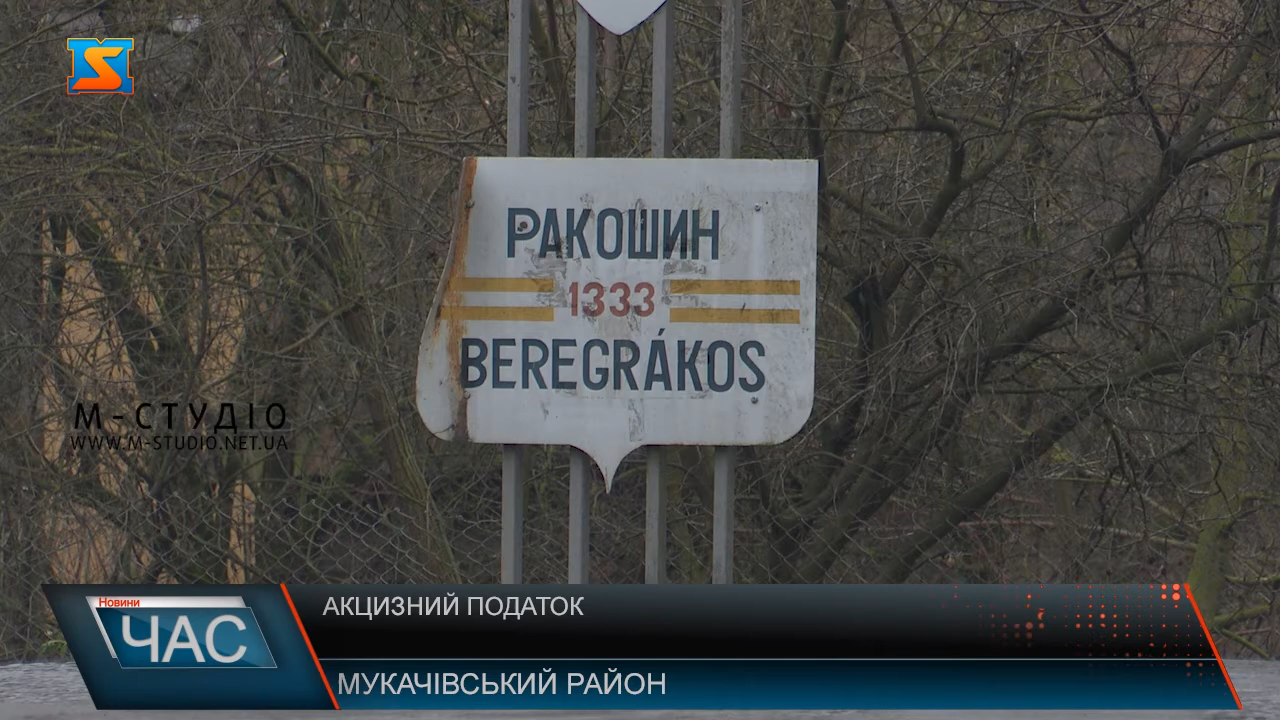 РАКОШИН
1333
BEREGRÁKOS
М-СТУДІО
WWW.M-STUDIO.NET.UA
Новини
ЧАС
АКЦИЗНИЙ ПОДАТОК
МУКАЧІВСЬКИЙ РАЙОН